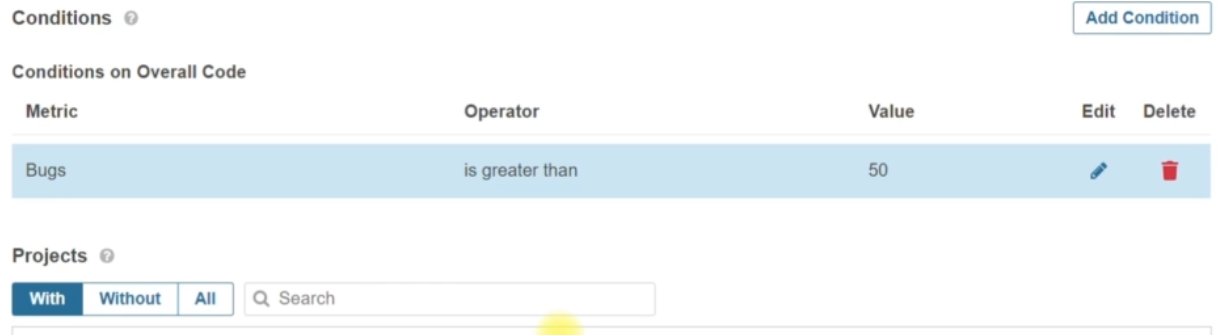 Conditions ?
Add Condition
Conditions on Overall Code
Metric Operator Value Edit Delete
Bugs is greater than 50
Projects ?
With Without All Search